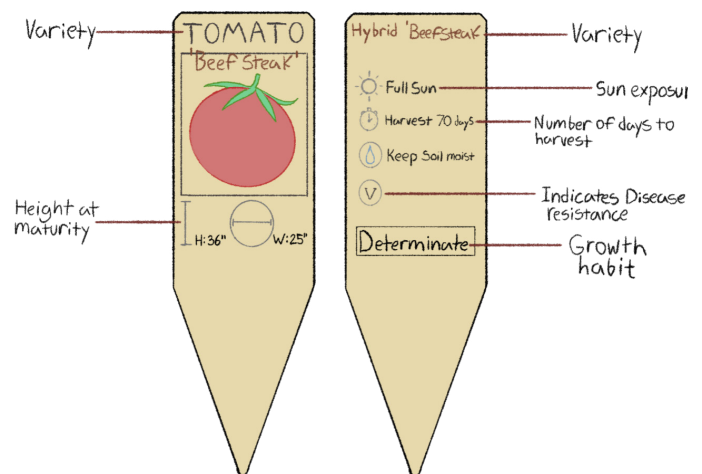 Variety
TOMATO
'Beef Steak'
Height at
maturity
H:36"
W:25"
Hybrid 'Beefsteak
Variety
Full Sun
Sun exposur
Harvest 70 days
Number of days to
harvest
Keep Soil moist
V
Indicates Disease
resistance
Determinate
Growth
habit